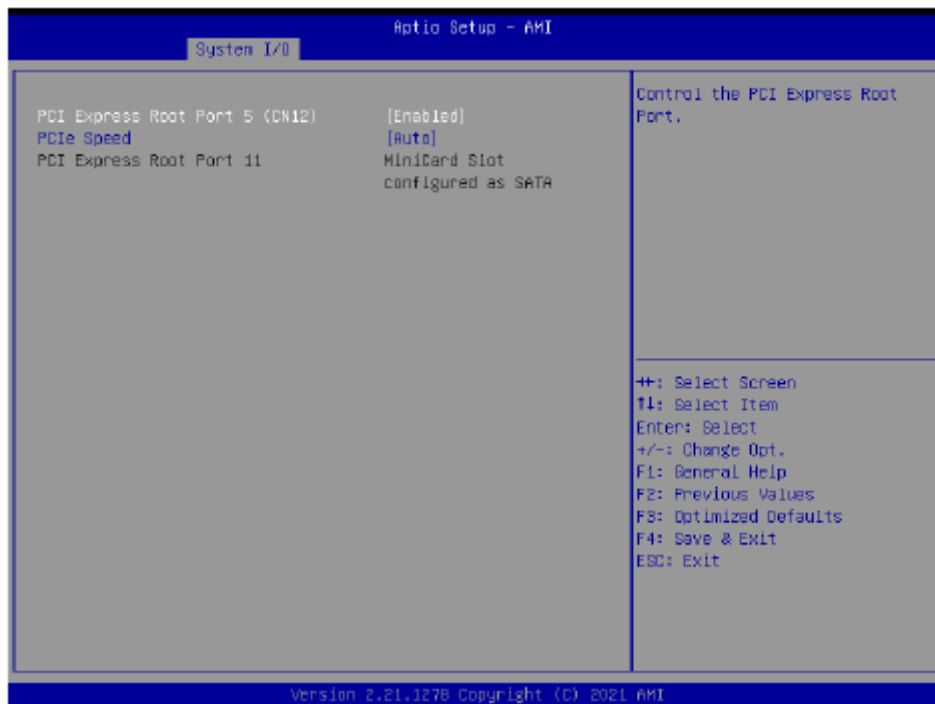 Aptio Setup - AMI
System I/O
PCI Express Root Port 5 (CN12) [Enabled]
PCIe Speed [Auto]
PCI Express Root Port 11 MiniCard Slot
configured as SATA
Control the PCI Express Root
Port.
→←: Select Screen
↑↓: Select Item
Enter: Select
+/-: Change Opt.
F1: General Help
F2: Previous Values
F3: Optimized Defaults
F4: Save & Exit
ESC: Exit
Version 2.21.1278 Copyright (C) 2021 AMI